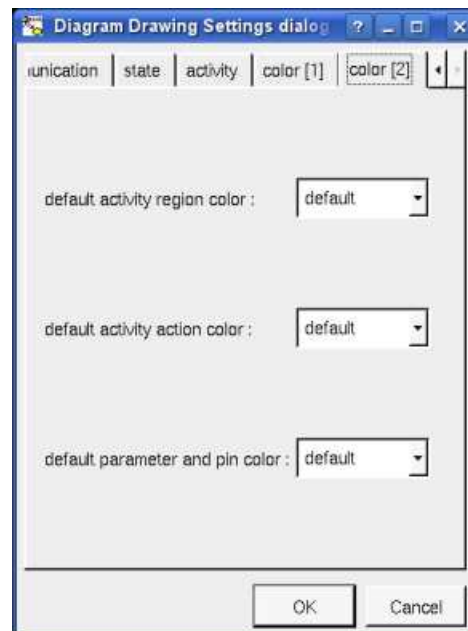 Diagram Drawing Settings dialog
unication state activity color [1] color [2]
default activity region color : default
default activity action color : default
default parameter and pin color : default
OK Cancel